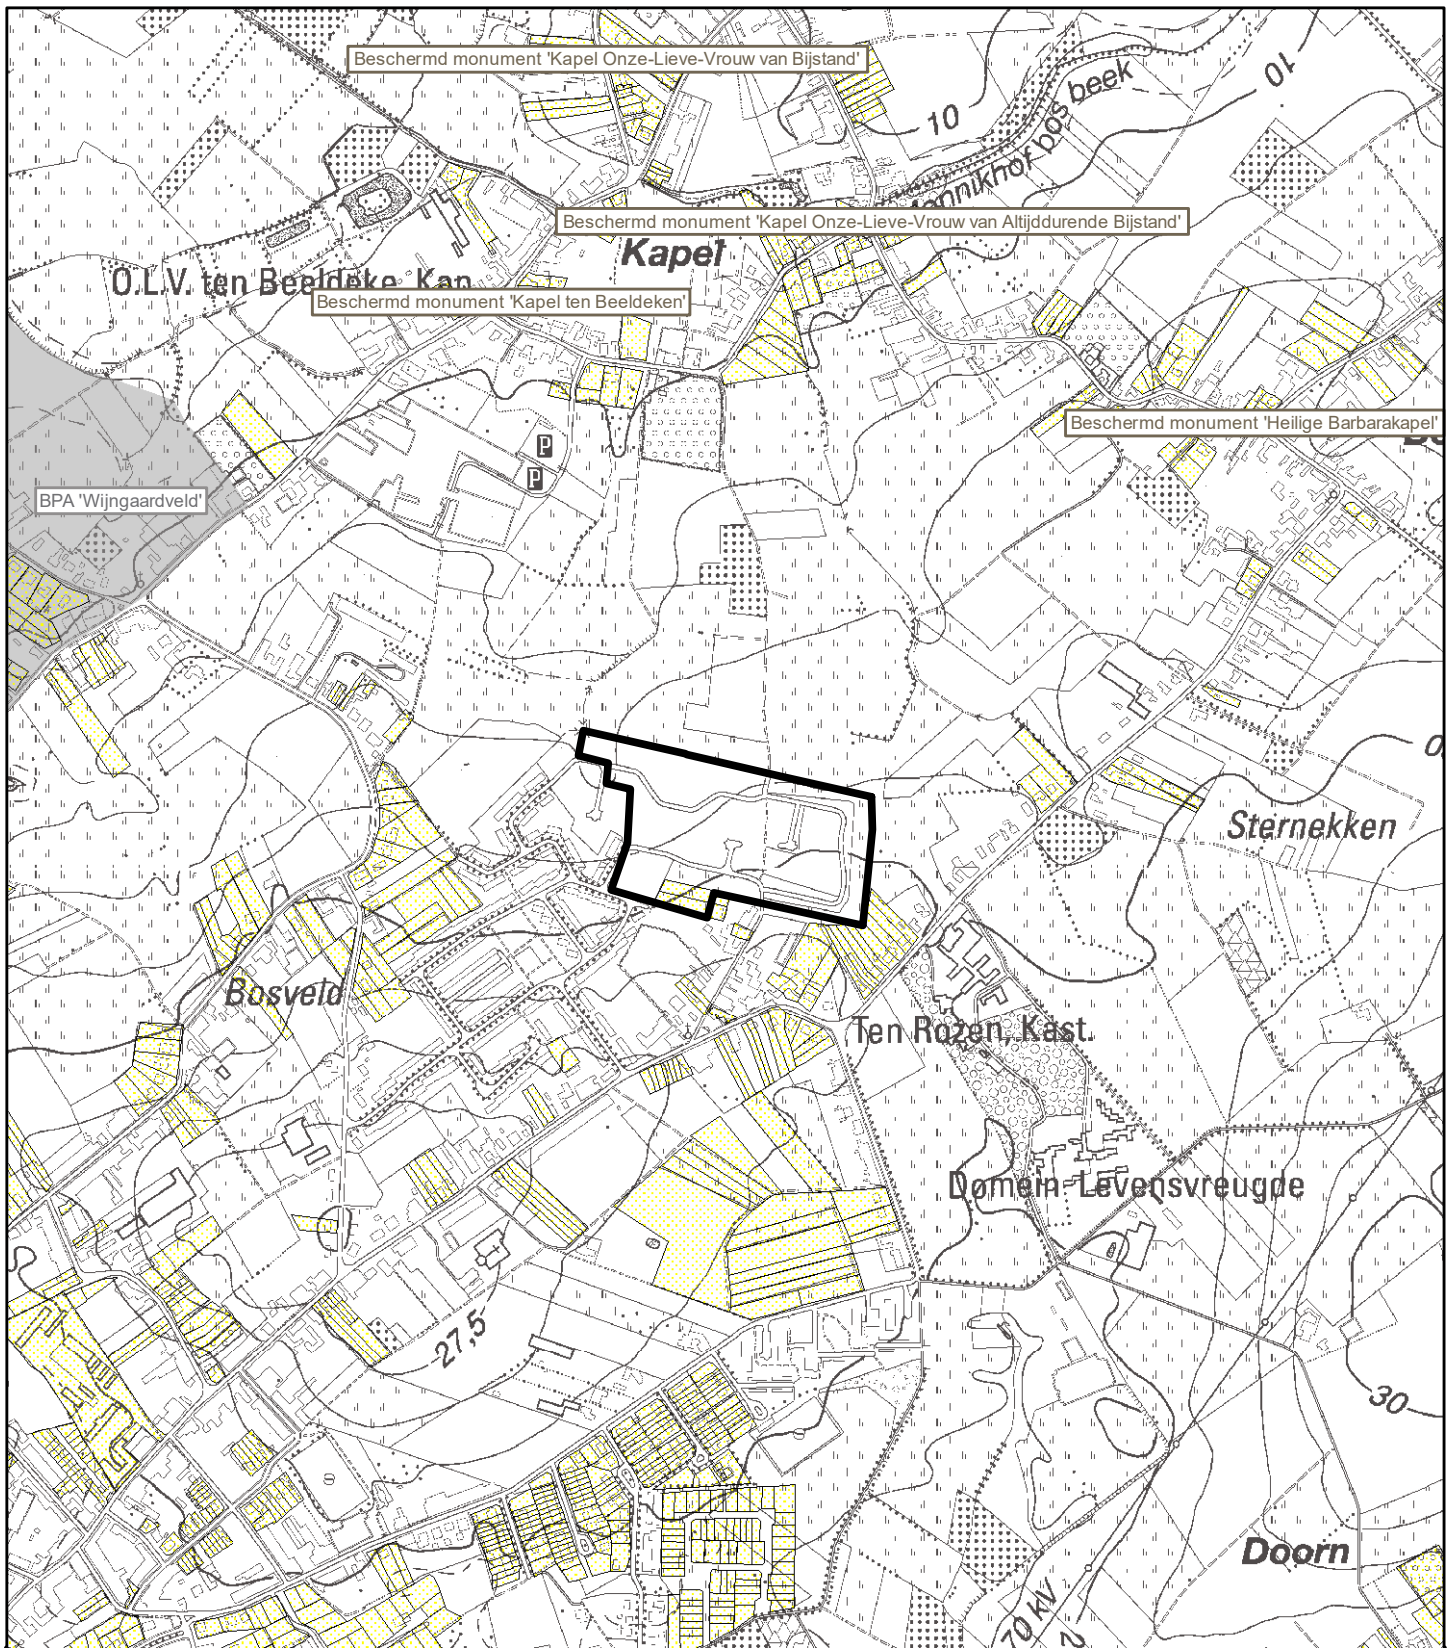 Beschermd monument 'Kapel Onze-Lieve-Vrouw van Bijstand'
10
10
bos beek
Beschermd monument 'Kapel Onze-Lieve-Vrouw van Altijddurende Bijstand'
Kapel
O.L.V. ten Beeldeke Kap.
Beschermd monument 'Kapel ten Beeldeken'
Beschermd monument 'Heilige Barbarakapel'
P
P
BPA 'Wijngaardveld'
Sternekken
Bosveld
Ten Rozen, Kast.
Domein Levensvreugde
27,5
30
Doorn
70 kV